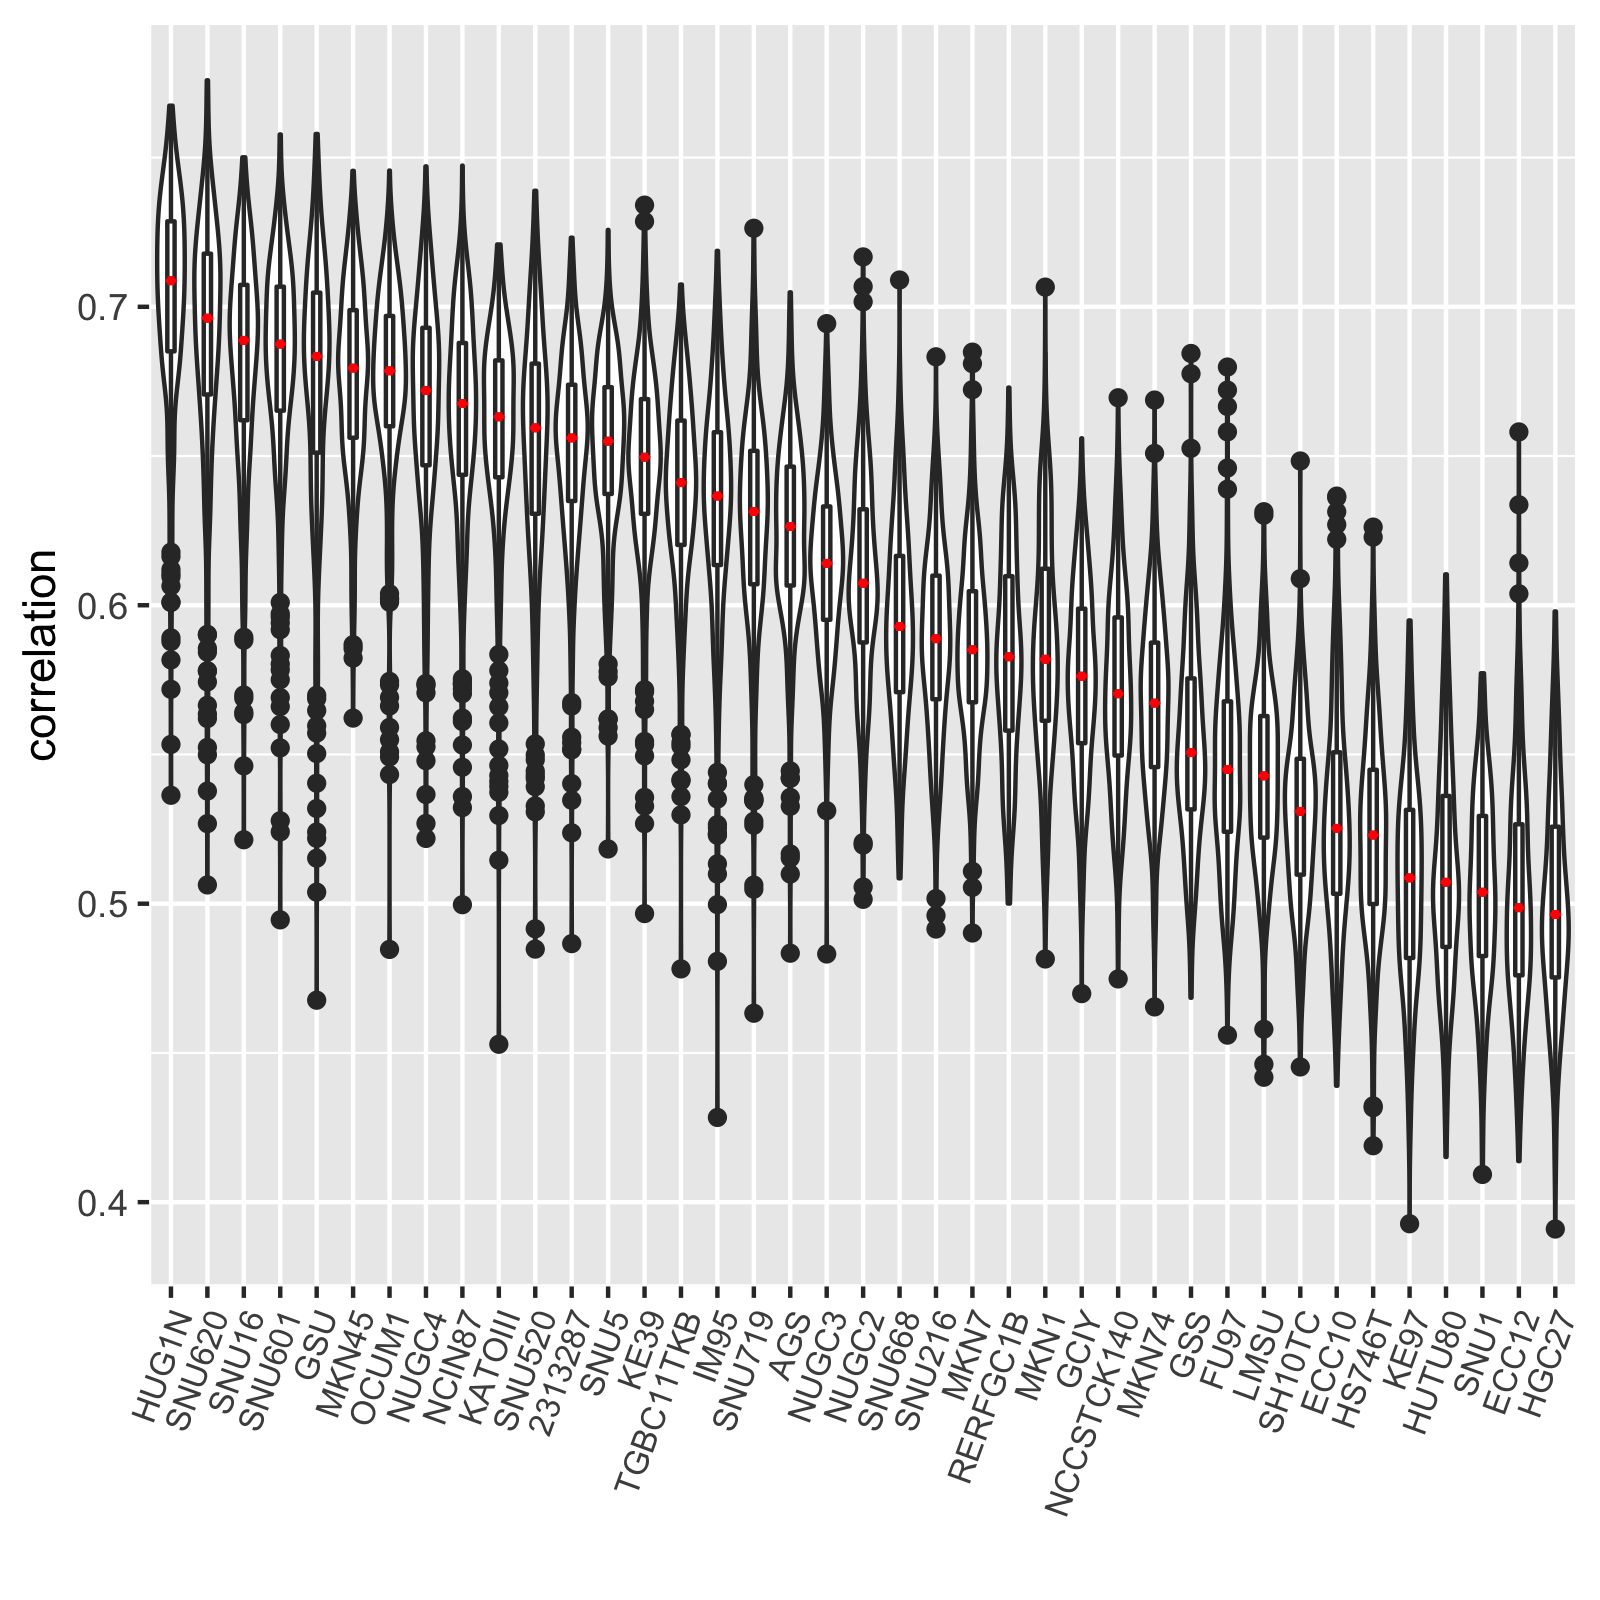 correlation
0.7
0.6
0.5
0.4
HUG1N
SNU620
SNU16
SNU601
GSU
MKN45
OCUM1
NUGC4
NCIN87
KATOIII
SNU520
2313287
SNU5
KE39
TGBC11TKB
IM95
SNU719
AGS
NUGC3
NUGC2
SNU668
SNU216
MKN7
RERFGC1B
MKN1
GCIY
NCCSTCK140
MKN74
GSS
FU97
LMSU
SH10TC
ECC10
HS746T
KE97
HUTU80
SNU1
ECC12
HGC27